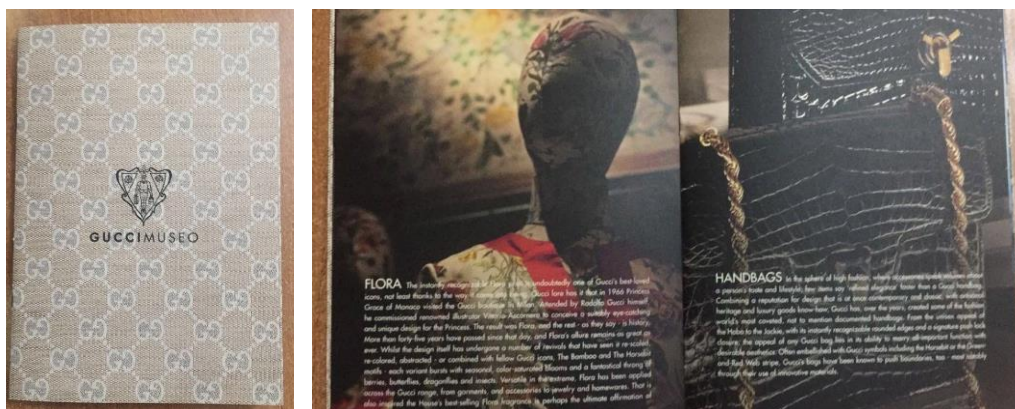 GUCCIMUSEO
FLORA The instantly recognizable Flora print is undoubtedly one of Gucci's best-loved
icons, not least thanks to the way it came into being. Gucci lore has it that in 1966 Princess
Grace of Monaco visited the Gucci boutique in Milan. Attended by Rodolfo Gucci himself,
he commissioned renowned illustrator Vittorio Accornero to conceive a suitably eye-catching
and unique design for the Princess. The result was Flora, and the rest - as they say - is history.
More than forty-five years have passed since that day, and Flora's allure remains as great as
ever. Whilst the design itself has undergone a number of revivals that have seen it re-scaled,
re-colored, abstracted - or combined with fellow Gucci icons, The Bamboo and The Horsebit
motifs - each variant bursts with seasonal, color saturated blooms and a fantastical throng of
berries, butterflies, dragonflies and insects. Versatile in the extreme, Flora has been applied
across the Gucci range, from garments, and accessories to jewelry and homewares. That it
also inspired the House's best-selling Flora fragrance is perhaps the ultimate affirmation of
HANDBAGS In the sphere of high fashion, where accessories speak volumes about
a person's taste and lifestyle, few items say 'refined elegance' faster than a Gucci handbag.
Combining a reputation for design that is at once contemporary and classic, with artisanal
heritage and luxury goods know how, Gucci has, over the years, created some of the
world's most coveted, not to mention documented handbags. From the
the Hobo to the Jackie, with its instantly recognizable rounded edges and a signature push lock
closure; the appeal of any Gucci bag lies in its ability to marry all-important function with
desirable aesthetics. Often embellished with Gucci symbols including the Horsebit or the Green
and Red Web stripe, Gucci's bags have been known to push boundaries, too - most notably
through their use of innovative materials.